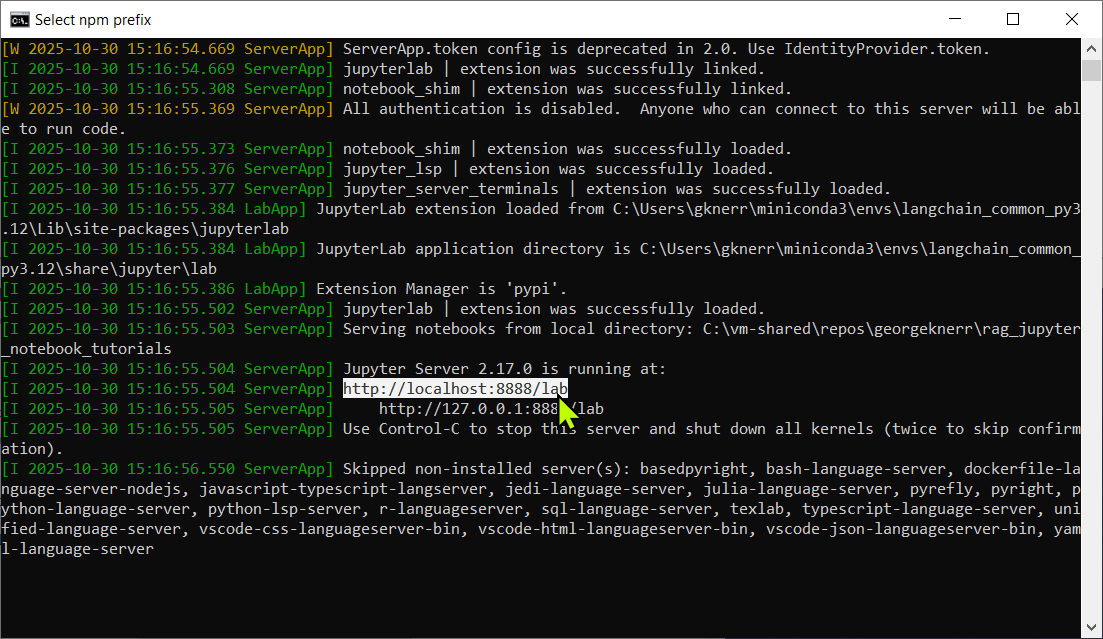 Select npm prefix
[W 2025-10-30 15:16:54.669 ServerApp] ServerApp.token config is deprecated in 2.0. Use IdentityProvider.token.
[I 2025-10-30 15:16:54.669 ServerApp] jupyterlab | extension was successfully linked.
[I 2025-10-30 15:16:55.308 ServerApp] notebook_shim | extension was successfully linked.
[W 2025-10-30 15:16:55.369 ServerApp] All authentication is disabled.  Anyone who can connect to this server will be abl
e to run code.
[I 2025-10-30 15:16:55.373 ServerApp] notebook_shim | extension was successfully loaded.
[I 2025-10-30 15:16:55.376 ServerApp] jupyter_lsp | extension was successfully loaded.
[I 2025-10-30 15:16:55.377 ServerApp] jupyter_server_terminals | extension was successfully loaded.
[I 2025-10-30 15:16:55.384 LabApp] JupyterLab extension loaded from C:\Users\gknerr\miniconda3\envs\langchain_common_py3
.12\Lib\site-packages\jupyterlab
[I 2025-10-30 15:16:55.384 LabApp] JupyterLab application directory is C:\Users\gknerr\miniconda3\envs\langchain_common_
py3.12\share\jupyter\lab
[I 2025-10-30 15:16:55.386 LabApp] Extension Manager is 'pypi'.
[I 2025-10-30 15:16:55.502 ServerApp] jupyterlab | extension was successfully loaded.
[I 2025-10-30 15:16:55.503 ServerApp] Serving notebooks from local directory: C:\vm-shared\repos\georgeknerr\rag_jupyter
_notebook_tutorials
[I 2025-10-30 15:16:55.504 ServerApp] Jupyter Server 2.17.0 is running at:
[I 2025-10-30 15:16:55.504 ServerApp] http://localhost:8888/lab
[I 2025-10-30 15:16:55.505 ServerApp]     http://127.0.0.1:8888/lab
[I 2025-10-30 15:16:55.505 ServerApp] Use Control-C to stop this server and shut down all kernels (twice to skip confirm
ation).
[I 2025-10-30 15:16:56.550 ServerApp] Skipped non-installed server(s): basedpyright, bash-language-server, dockerfile-la
nguage-server-nodejs, javascript-typescript-langserver, jedi-language-server, julia-language-server, pyrefly, pyright, p
ython-language-server, python-lsp-server, r-languageserver, sql-language-server, texlab, typescript-language-server, uni
fied-language-server, vscode-css-languageserver-bin, vscode-html-languageserver-bin, vscode-json-languageserver-bin, yam
l-language-server